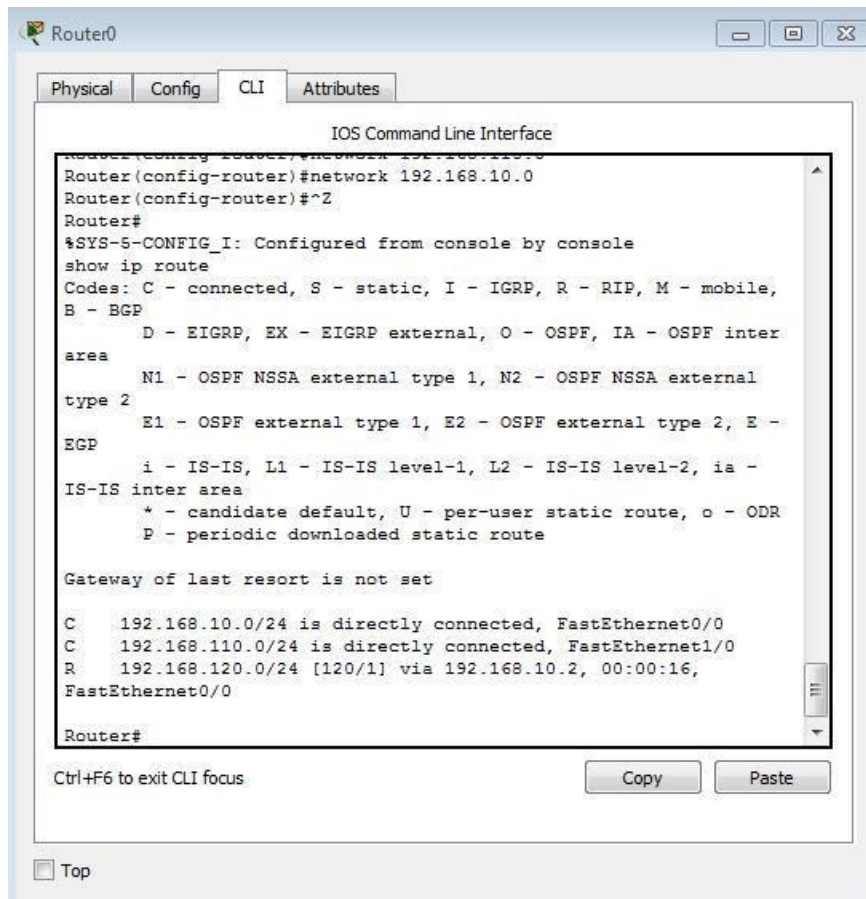 Router0
Physical Config CLI Attributes
IOS Command Line Interface
Router(config-router)#network 192.168.110.0
Router(config-router)#network 192.168.10.0
Router(config-router)#^Z
Router#
%SYS-5-CONFIG_I: Configured from console by console
show ip route
Codes: C - connected, S - static, I - IGRP, R - RIP, M - mobile,
B - BGP
D - EIGRP, EX - EIGRP external, O - OSPF, IA - OSPF inter
area
N1 - OSPF NSSA external type 1, N2 - OSPF NSSA external
type 2
E1 - OSPF external type 1, E2 - OSPF external type 2, E -
EGP
i - IS-IS, L1 - IS-IS level-1, L2 - IS-IS level-2, ia -
IS-IS inter area
* - candidate default, U - per-user static route, o - ODR
P - periodic downloaded static route
Gateway of last resort is not set
C 192.168.10.0/24 is directly connected, FastEthernet0/0
C 192.168.110.0/24 is directly connected, FastEthernet1/0
R 192.168.120.0/24 [120/1] via 192.168.10.2, 00:00:16,
FastEthernet0/0
Router#
Ctrl+F6 to exit CLI focus
Copy Paste
Top